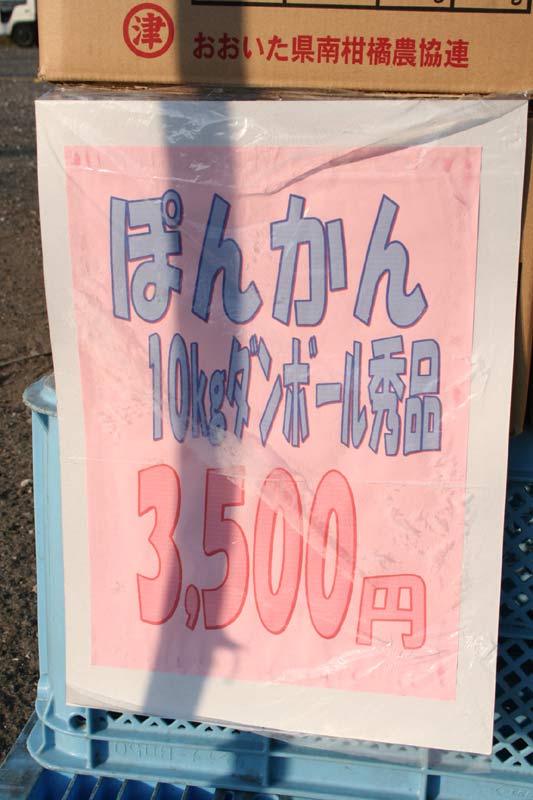 津 おおいた県南柑橘農協連
ぽんかん
10kgダンボール秀品
3,500円